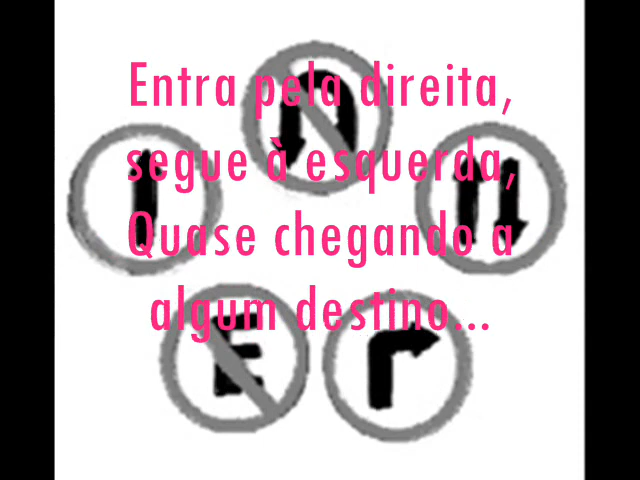 Entra pela direita,
segue à esquerda,
Quase chegando a
algum destino...
E